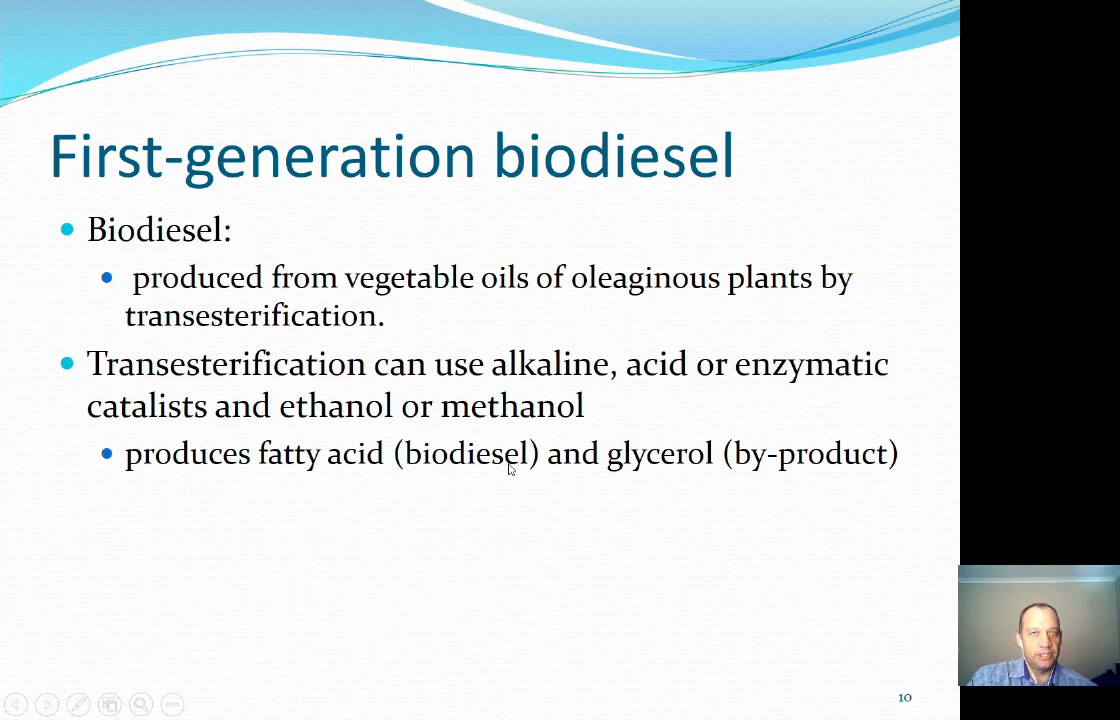 First-generation biodiesel
Biodiesel:
produced from vegetable oils of oleaginous plants by
transesterification.
Transesterification can use alkaline, acid or enzymatic
catalists and ethanol or methanol
produces fatty acid (biodiesel) and glycerol (by-product)
10